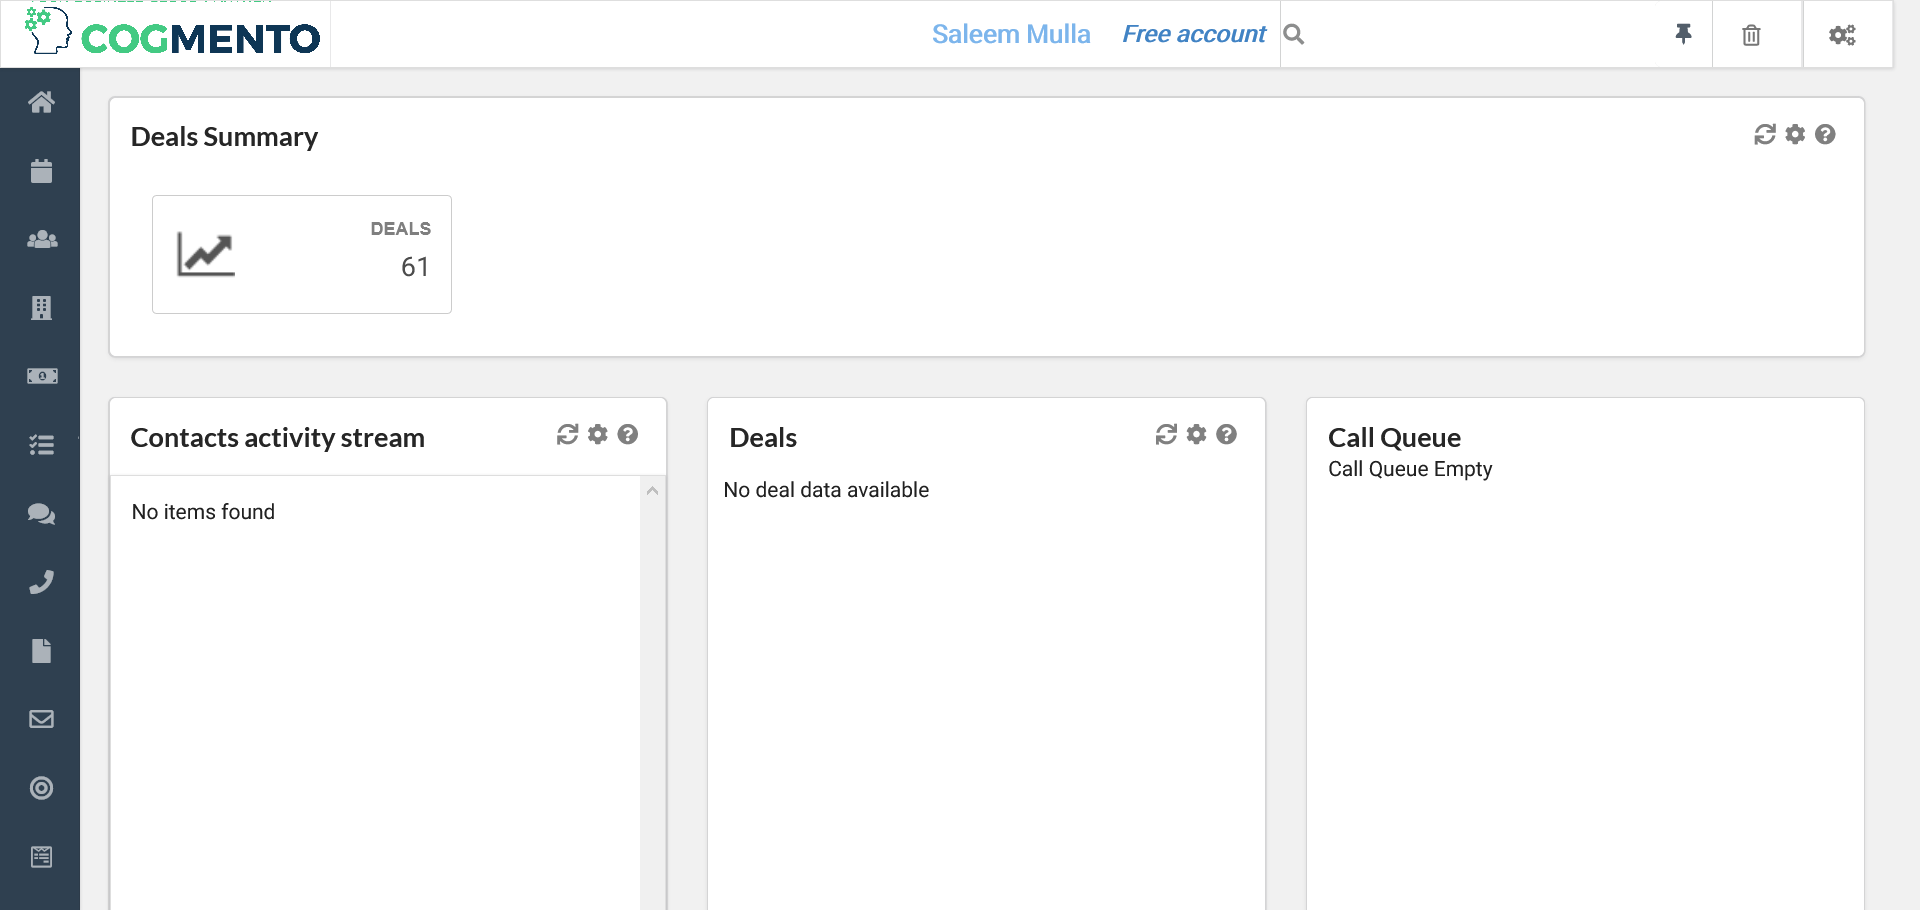 COGMENTO
Saleem Mulla
Free account
Deals Summary
DEALS
61
Contacts activity stream
No items found
Deals
No deal data available
Call Queue
Call Queue Empty